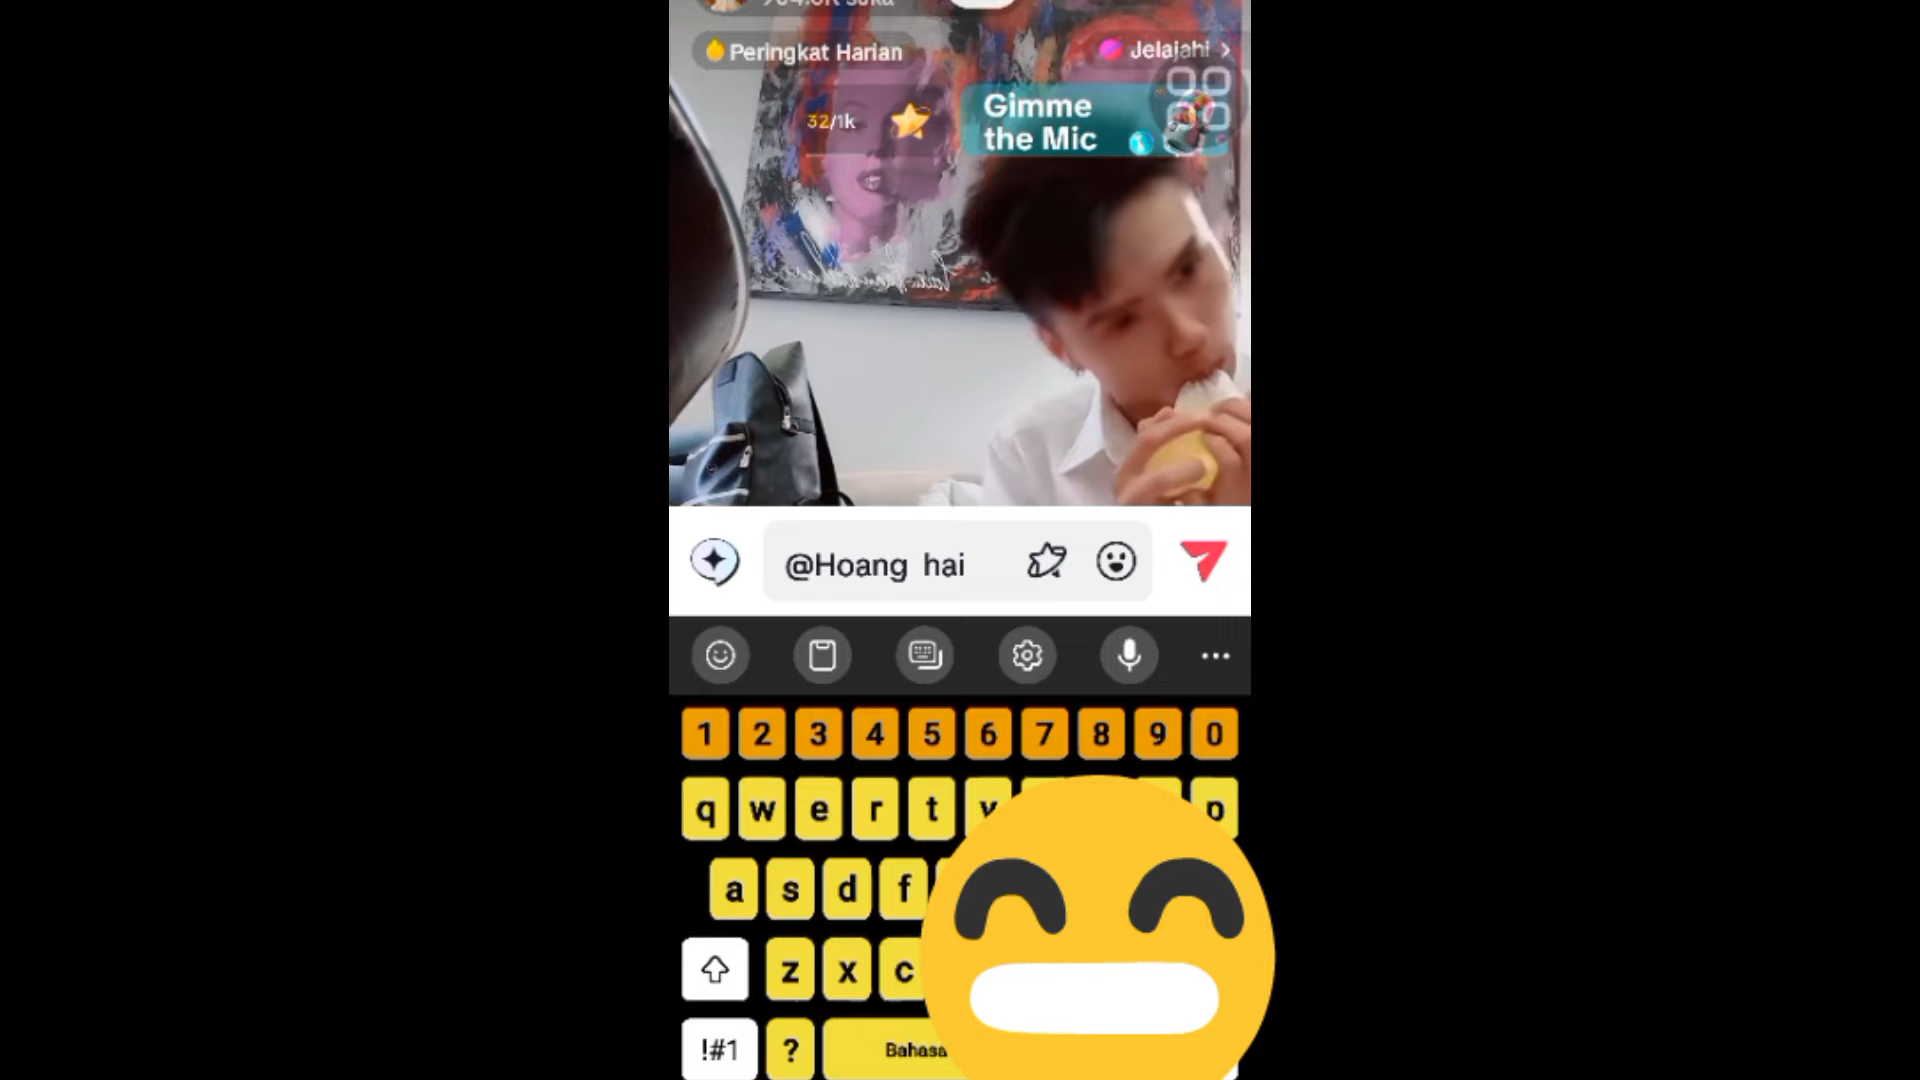 Peringkat Harian
Jelajahi >
32/1k
Gimme
the Mic
@Hoang hai
1 2 3 4 5 6 7 8 9 0
q w e r t y p
a s d f
z x c
!#1 ? Bahasa